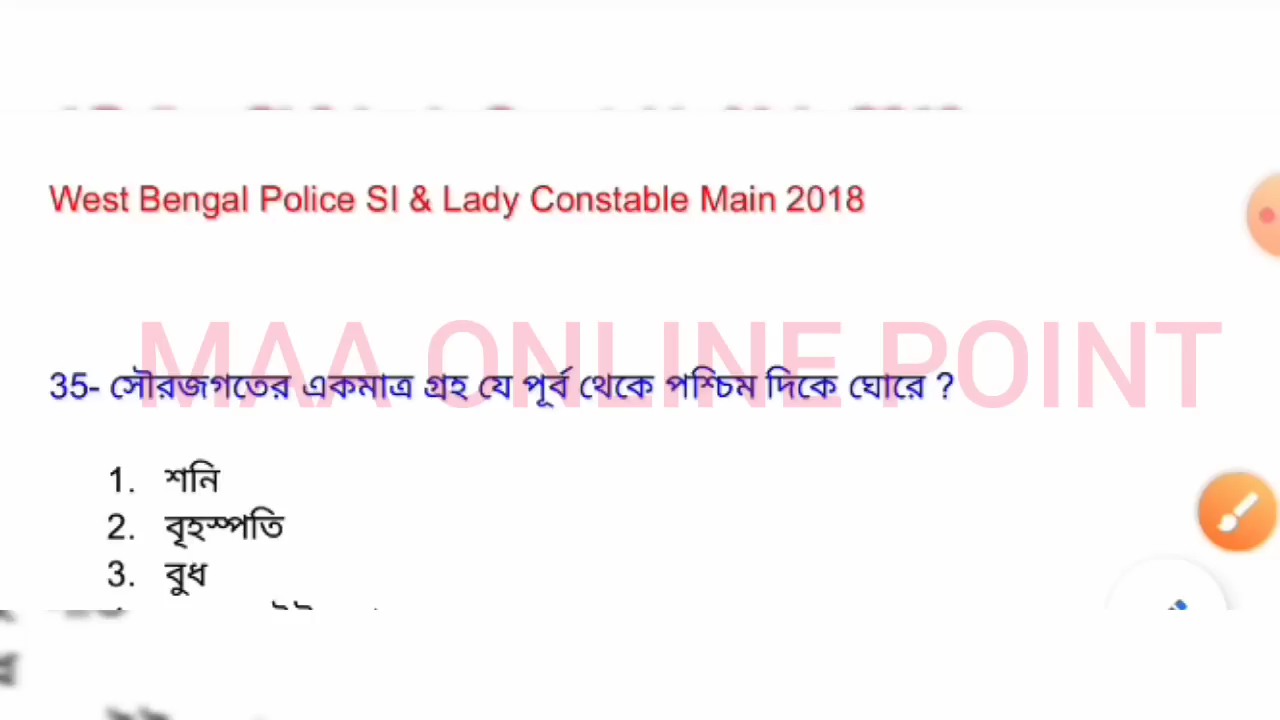 West Bengal Police SI & Lady Constable Main 2018
MAA ONLINE POINT
35- সৌরজগতের একমাত্র গ্রহ যে পূর্ব থেকে পশ্চিম দিকে ঘোরে ?
1. শনি
2. বৃহস্পতি
3. বুধ